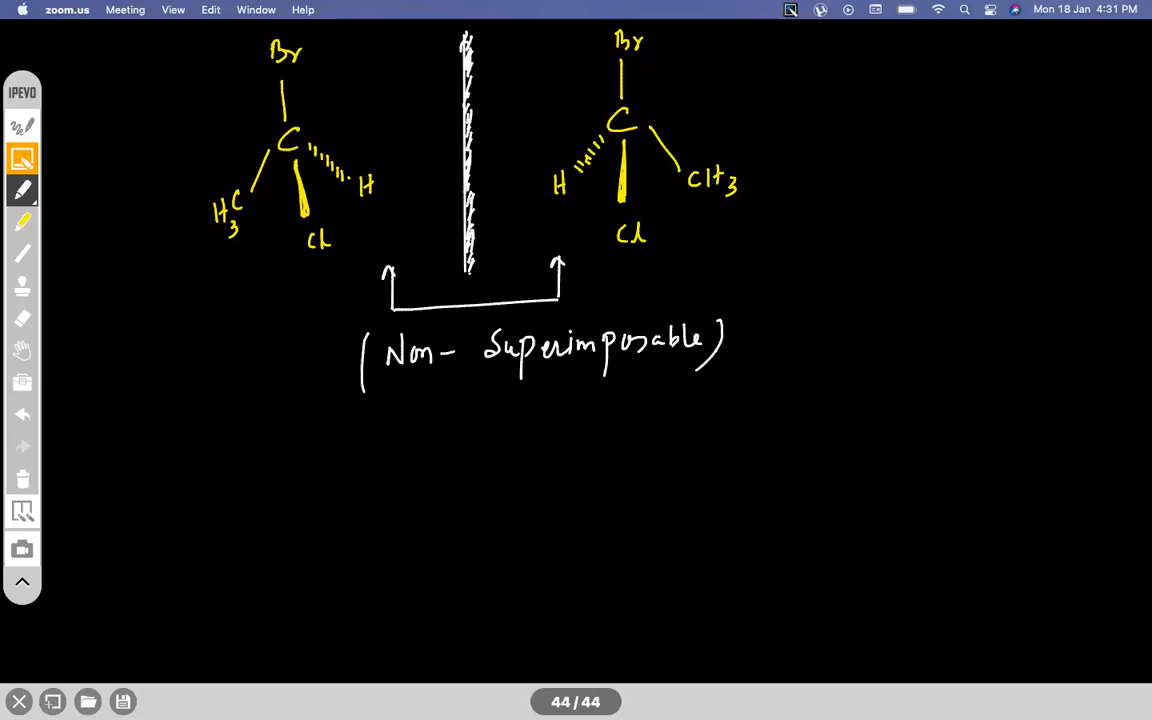 zoom.us Meeting View Edit Window Help Mon 18 Jan 4:31 PM
IPEVO
Br Br
C C
H3C H H CH3
Cl Cl
(Non- Superimposable)
44/44